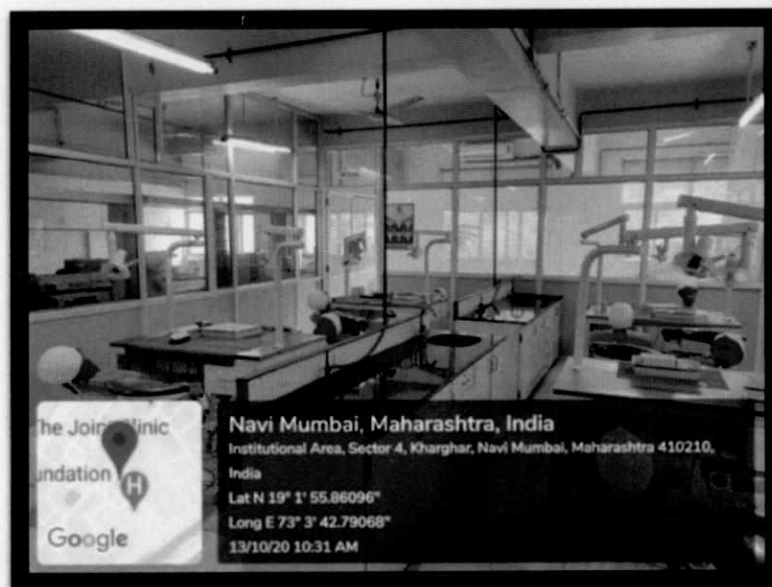 The Join Clinic
undation
H
Google
Navi Mumbai, Maharashtra, India
Institutional Area, Sector 4, Kharghar, Navi Mumbai, Maharashtra 410210,
India
Lat N 19° 1' 55.86096"
Long E 73° 3' 42.79068"
13/10/20 10:31 AM